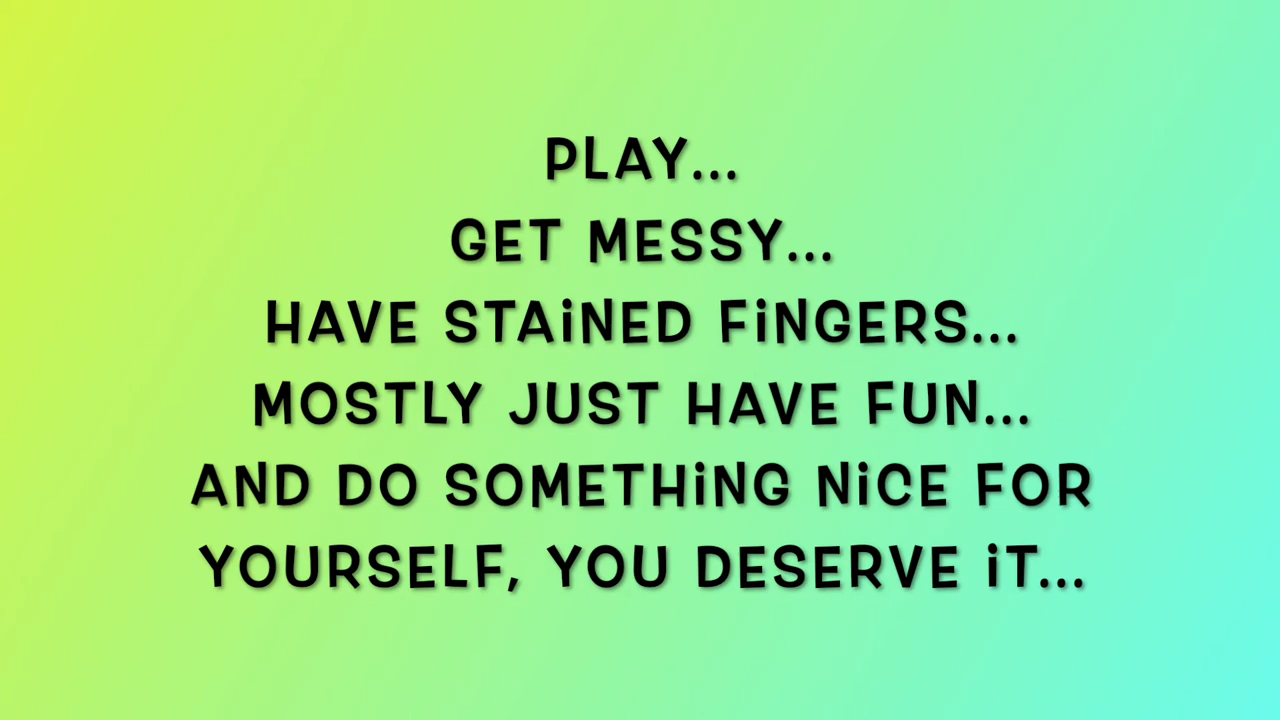 PLAY...
GET MESSY...
HAVE STAiNED FiNGERS...
MOSTLY JUST HAVE FUN...
AND DO SOMETHiNG NiCE FOR
YOURSELF, YOU DESERVE iT...